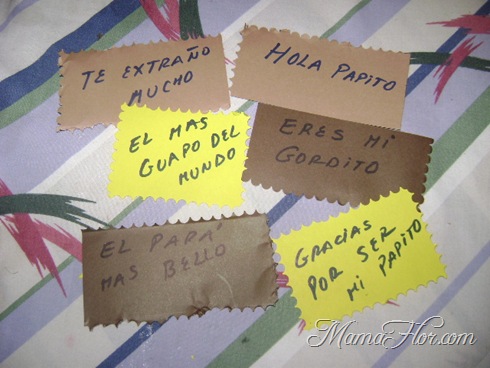 TE EXTRAÑO
MUCHO
HOLA PAPITO
EL MAS
GUAPO DEL
MUNDO
ERES MI
GORDITO
EL PAPÁ
MAS BELLO
GRACIAS
POR SER
MI PAPITO
MamaFlor.com